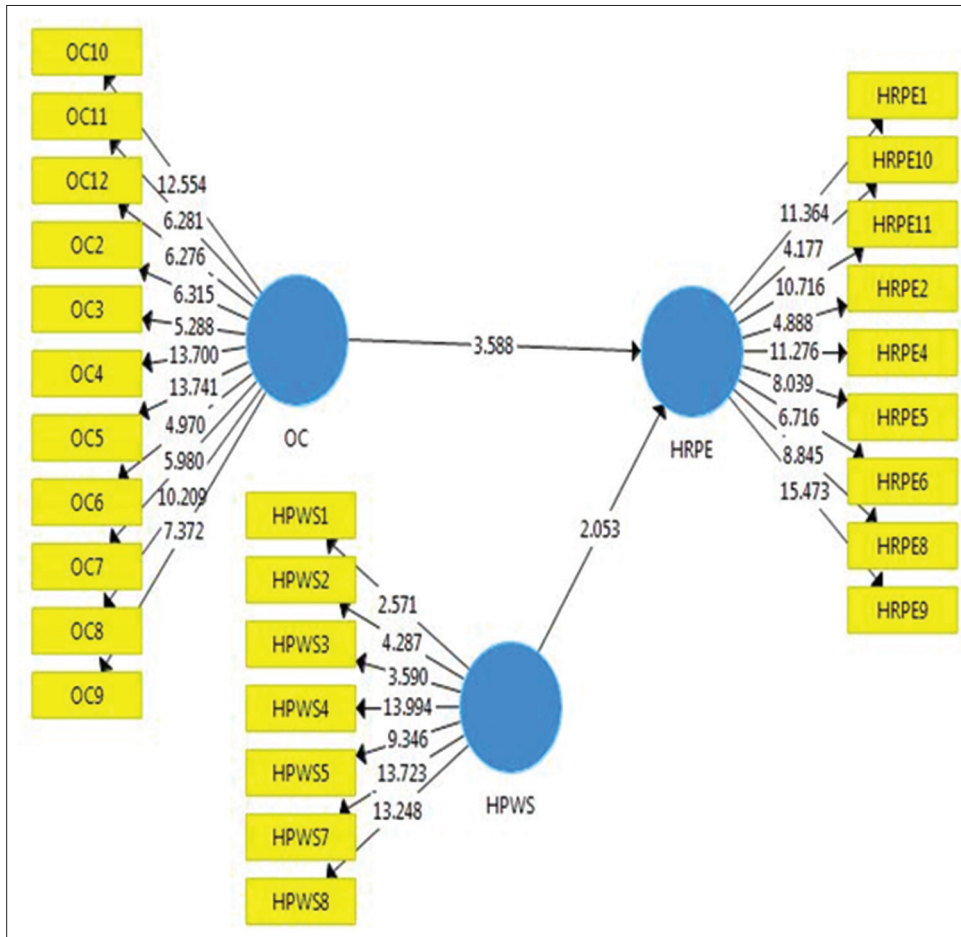 OC10
OC11
OC12
OC2
OC3
OC4
OC5
OC6
OC7
OC8
OC9
12.554
6.281
6.276
6.315
5.288
13.700
13.741
4.970
5.980
10.209
7.372
OC
3.588
HRPE
2.053
HPWS
HPWS1
HPWS2
HPWS3
HPWS4
HPWS5
HPWS7
HPWS8
2.571
4.287
3.590
13.994
9.346
13.723
13.248
11.364
4.177
10.716
4.888
11.276
8.039
6.716
8.845
15.473
HRPE1
HRPE10
HRPE11
HRPE2
HRPE4
HRPE5
HRPE6
HRPE8
HRPE9